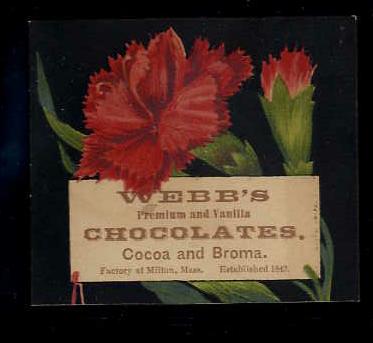 WEBB'S
Premium and Vanilla
CHOCOLATES.
Cocoa and Broma.
Factory at Milton, Mass. Established 1843.